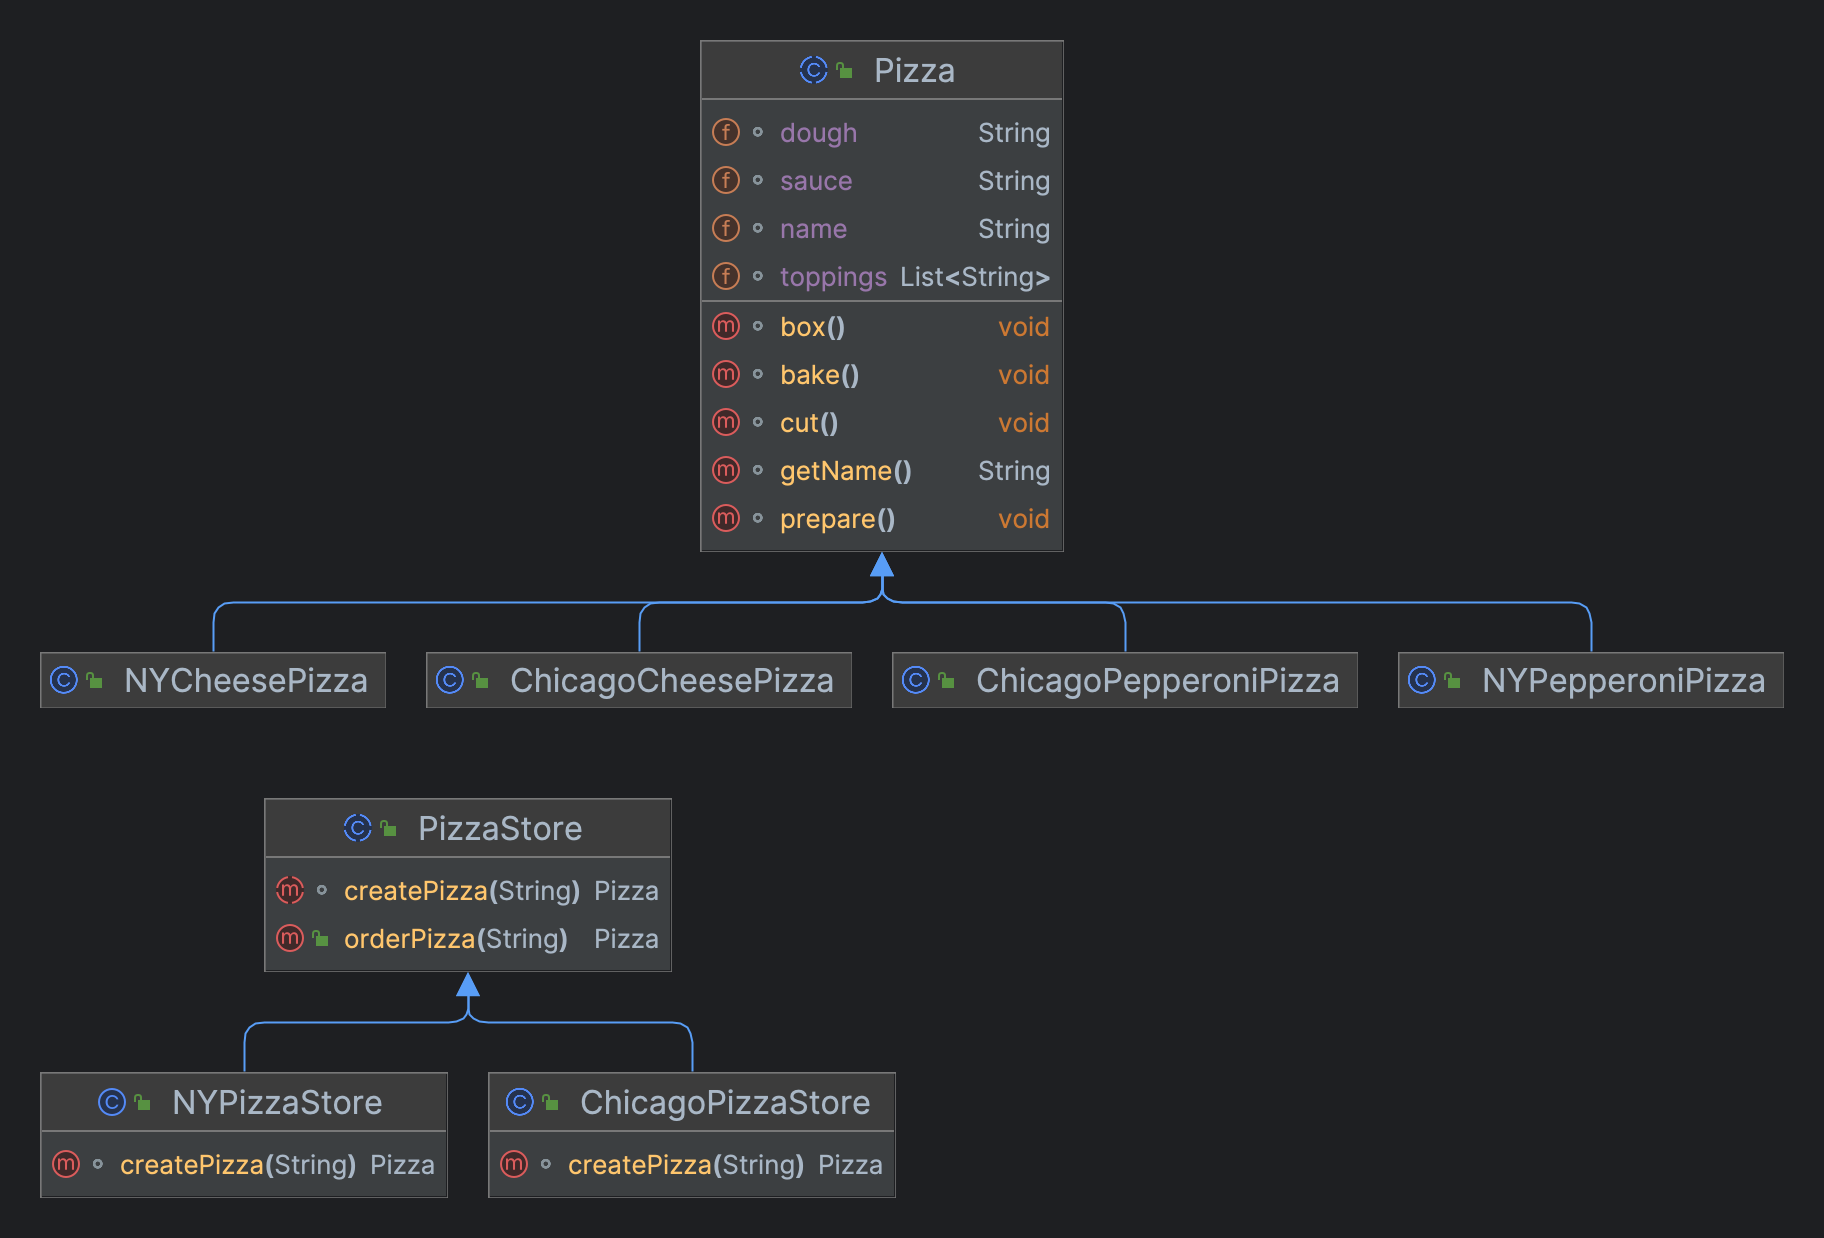 Pizza
dough String
sauce String
name String
toppings List<String>
box() void
bake() void
cut() void
getName() String
prepare() void
NYCheesePizza
ChicagoCheesePizza
ChicagoPepperoniPizza
NYPepperoniPizza
PizzaStore
createPizza(String) Pizza
orderPizza(String) Pizza
NYPizzaStore
createPizza(String) Pizza
ChicagoPizzaStore
createPizza(String) Pizza